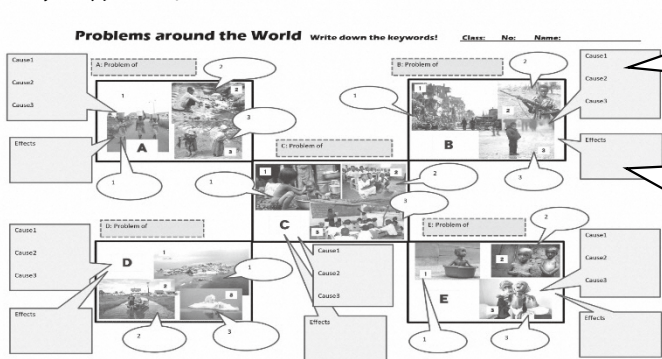 Problems around the World Write down the keywords! Class: No: Name:
Cause1
Cause2
Cause3
Effects
A: Problem of
1
2
3
A
2
3
1
B: Problem of
1
2
3
B
1
2
3
Cause1
Cause2
Cause3
Effects
C: Problem of
1
2
3
C
1
2
3
Cause1
Cause2
Cause3
Effects
D: Problem of
Cause1
Cause2
Cause3
Effects
D
1
1
2
3
E: Problem of
1
2
E
1
2
3
Cause1
Cause2
Cause3
Effects